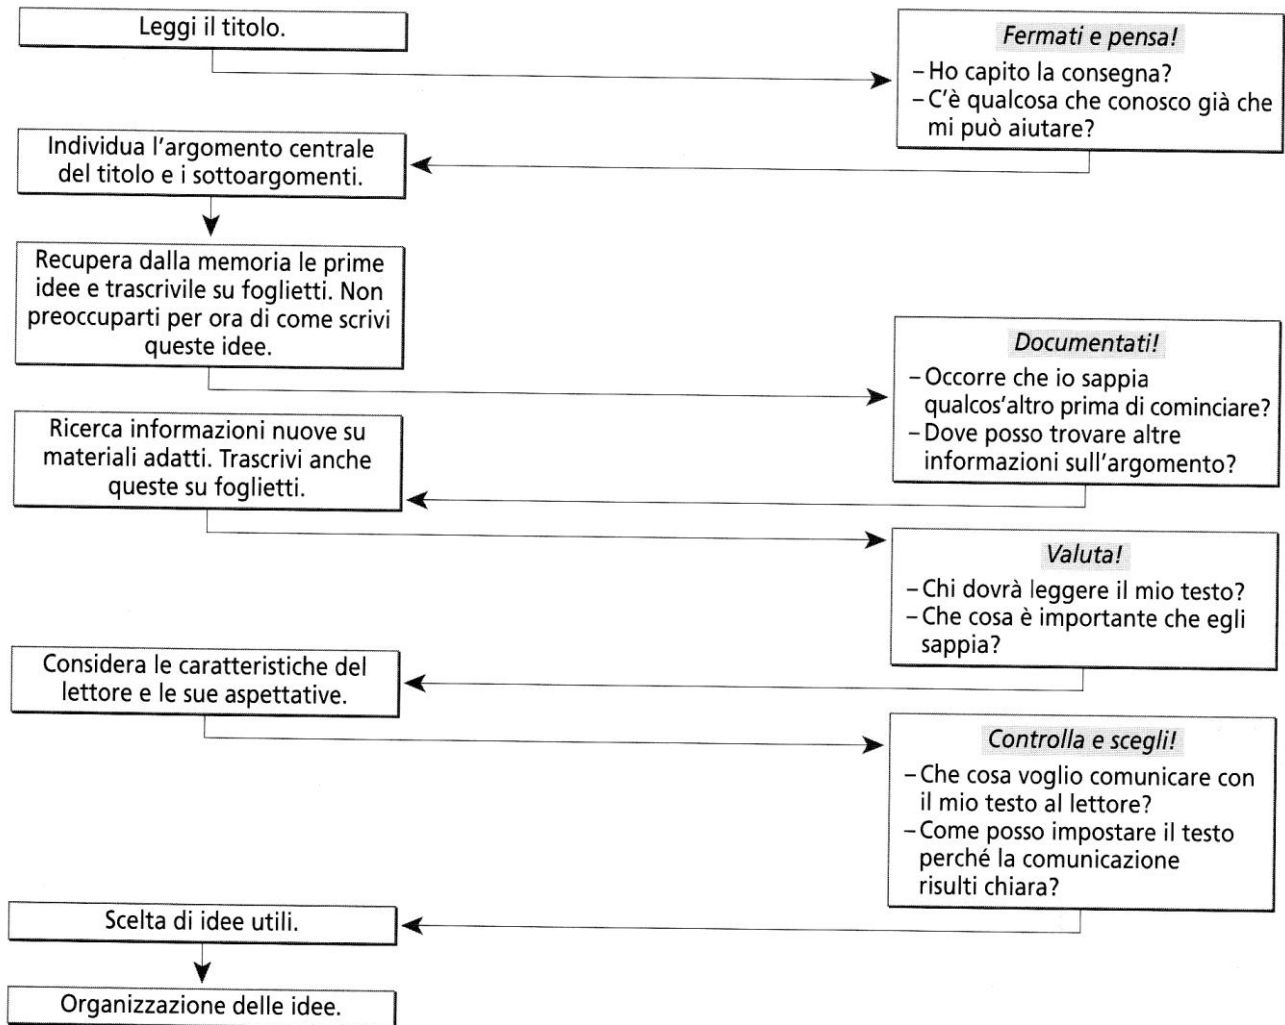 Leggi il titolo.
Fermati e pensa!
– Ho capito la consegna?
– C'è qualcosa che conosco già che
mi può aiutare?
Individua l'argomento centrale
del titolo e i sottoargomenti.
Recupera dalla memoria le prime
idee e trascrivile su foglietti. Non
preoccuparti per ora di come scrivi
queste idee.
Documentati!
– Occorre che io sappia
qualcos'altro prima di cominciare?
– Dove posso trovare altre
informazioni sull'argomento?
Ricerca informazioni nuove su
materiali adatti. Trascrivi anche
queste su foglietti.
Valuta!
– Chi dovrà leggere il mio testo?
– Che cosa è importante che egli
sappia?
Considera le caratteristiche del
lettore e le sue aspettative.
Controlla e scegli!
– Che cosa voglio comunicare con
il mio testo al lettore?
– Come posso impostare il testo
perché la comunicazione
risulti chiara?
Scelta di idee utili.
Organizzazione delle idee.